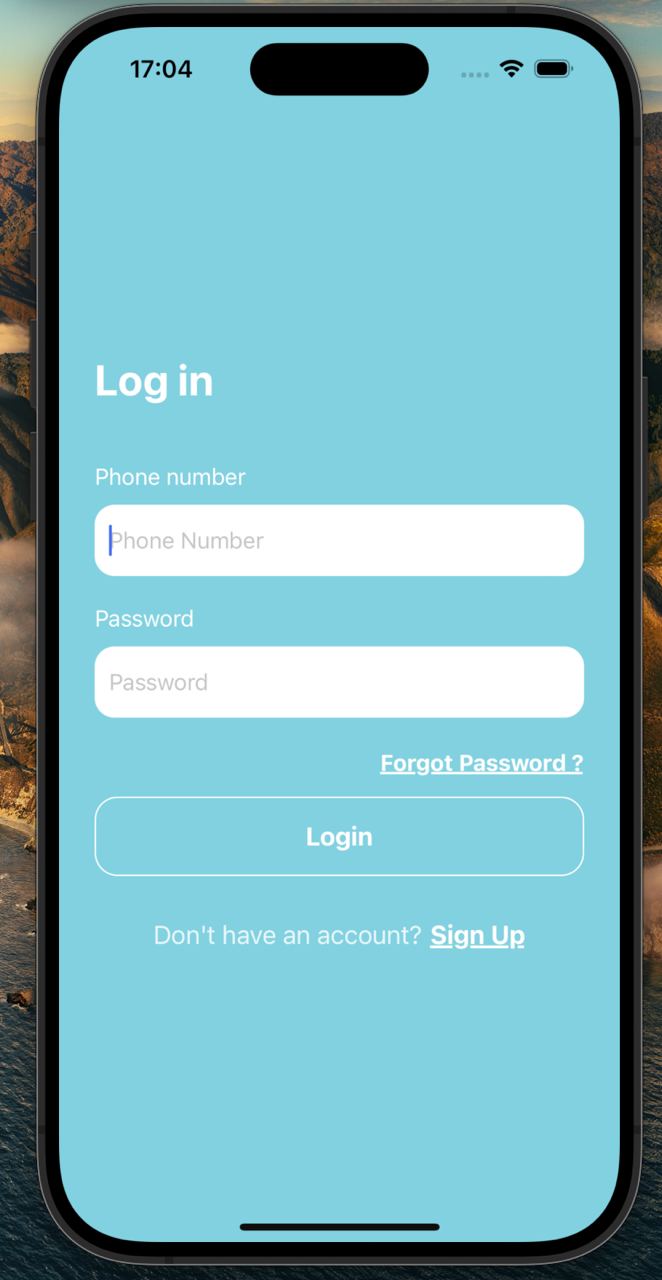 17:04
Log in
Phone number
Phone Number
Password
Password
Forgot Password ?
Login
Don't have an account? Sign Up